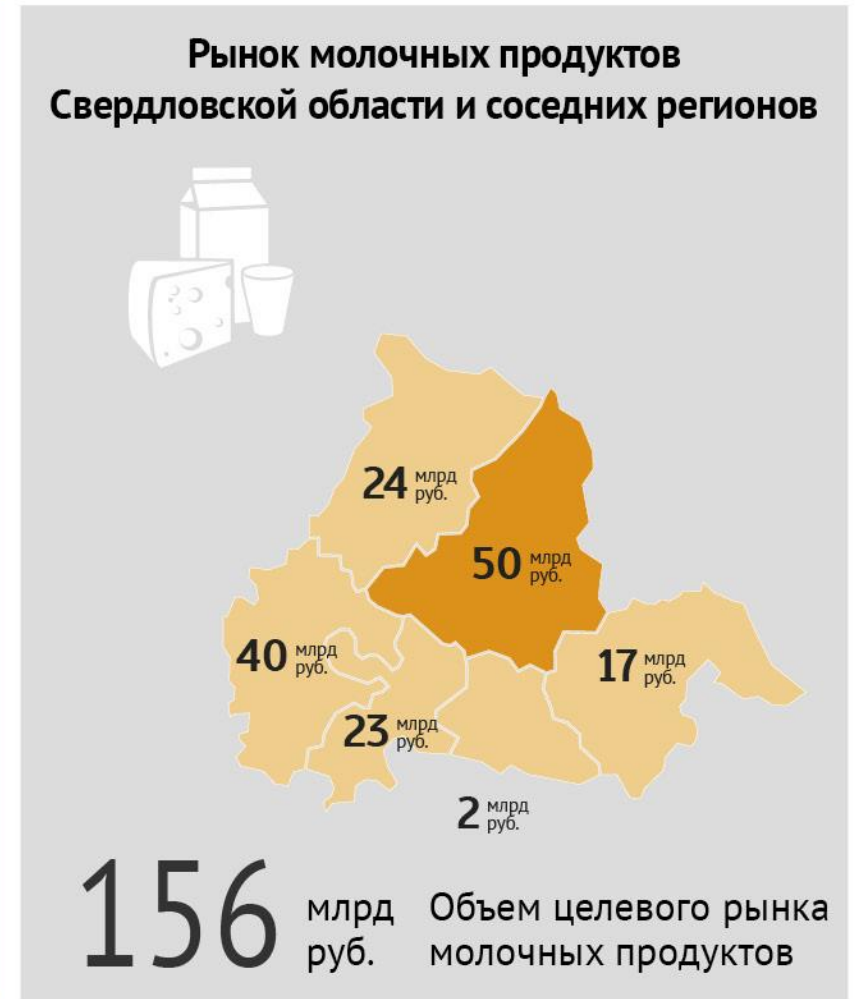 Рынок молочных продуктов
Свердловской области и соседних регионов
24 млрд
руб.
50 млрд
руб.
40 млрд
руб.
17 млрд
руб.
23 млрд
руб.
2 млрд
руб.
156 млрд
руб.
Объем целевого рынка
молочных продуктов